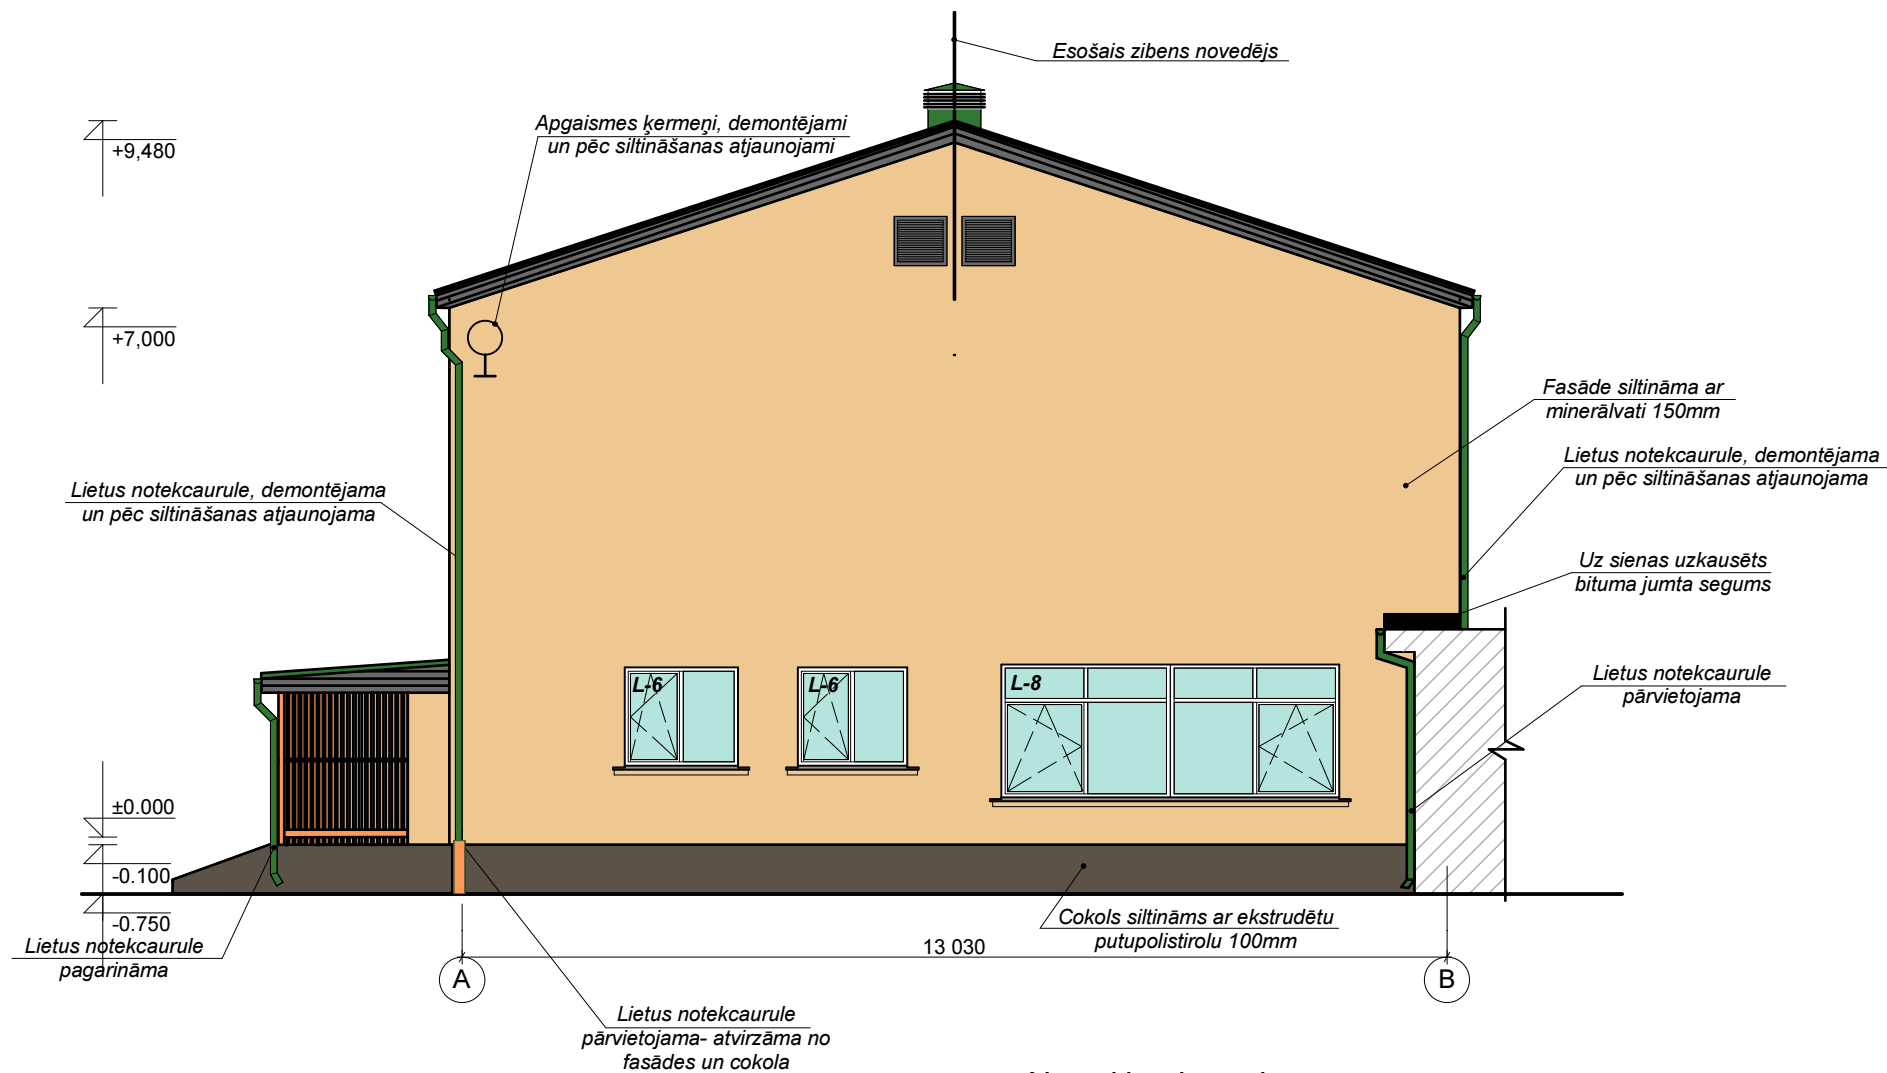 Esošais zibens novedējs
Apgaismes ķermeņi, demontējami
un pēc siltināšanas atjaunojami
+9,480
+7,000
Fasāde siltināma ar
minerālvati 150mm
Lietus notekcaurule, demontējama
un pēc siltināšanas atjaunojama
Lietus notekcaurule, demontējama
un pēc siltināšanas atjaunojama
Uz sienas uzkausēts
bituma jumta segums
Lietus notekcaurule
pārvietojama
L-6
L-6
L-8
±0.000
-0.100
-0.750
Lietus notekcaurule
pagarināma
Cokols siltināms ar ekstrudētu
putupolistirolu 100mm
13 030
A
B
Lietus notekcaurule
pārvietojama- atvirzāma no
fasādes un cokola